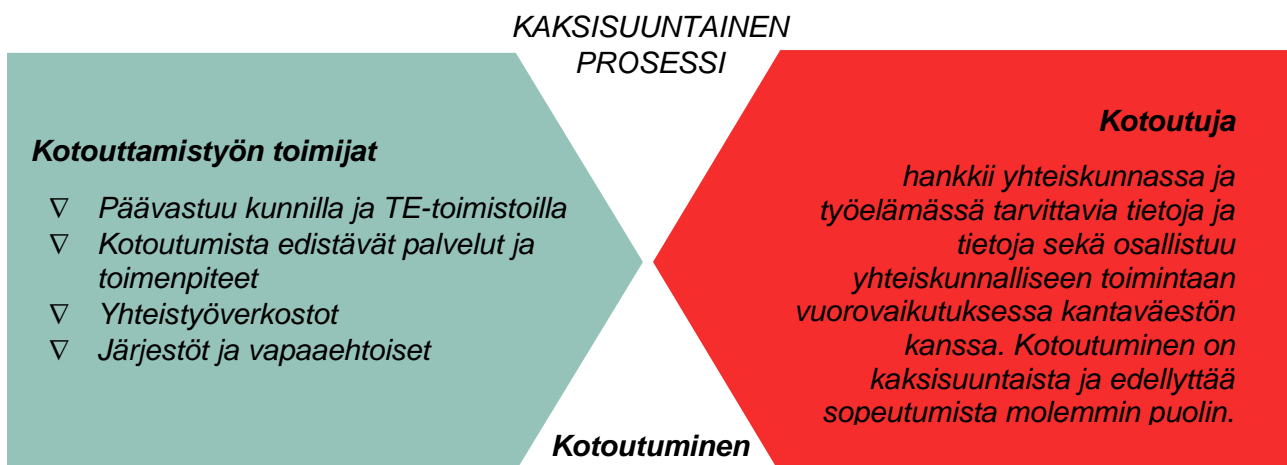 KAKSISUUNTAINEN
PROSESSI
Kotouttamistyön toimijat
∇ Päävastuu kunnilla ja TE-toimistoilla
∇ Kotoutumista edistävät palvelut ja
toimenpiteet
∇ Yhteistyöverkostot
∇ Järjestöt ja vapaaehtoiset
Kotoutuja
hankkii yhteiskunnassa ja
työelämässä tarvittavia tietoja ja
tietoja sekä osallistuu
yhteiskunnalliseen toimintaan
vuorovaikutuksessa kantaväestön
kanssa. Kotoutuminen on
kaksisuuntaista ja edellyttää
sopeutumista molemmin puolin.
Kotoutuminen